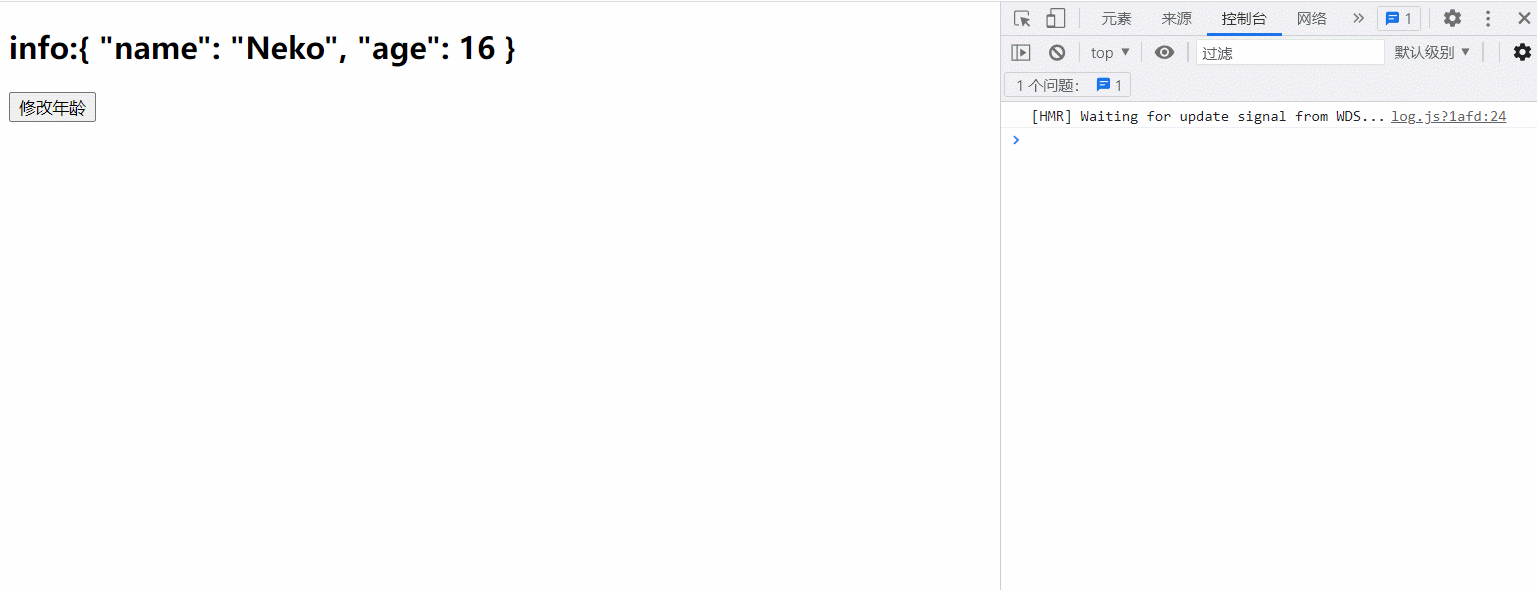 info:{ "name": "Neko", "age": 16 }
修改年龄
元素 来源 控制台 网络 » 1
top ▼ 过滤 默认级别 ▼
1 个问题: 1
[HMR] Waiting for update signal from WDS... log.js?1afd:24
>